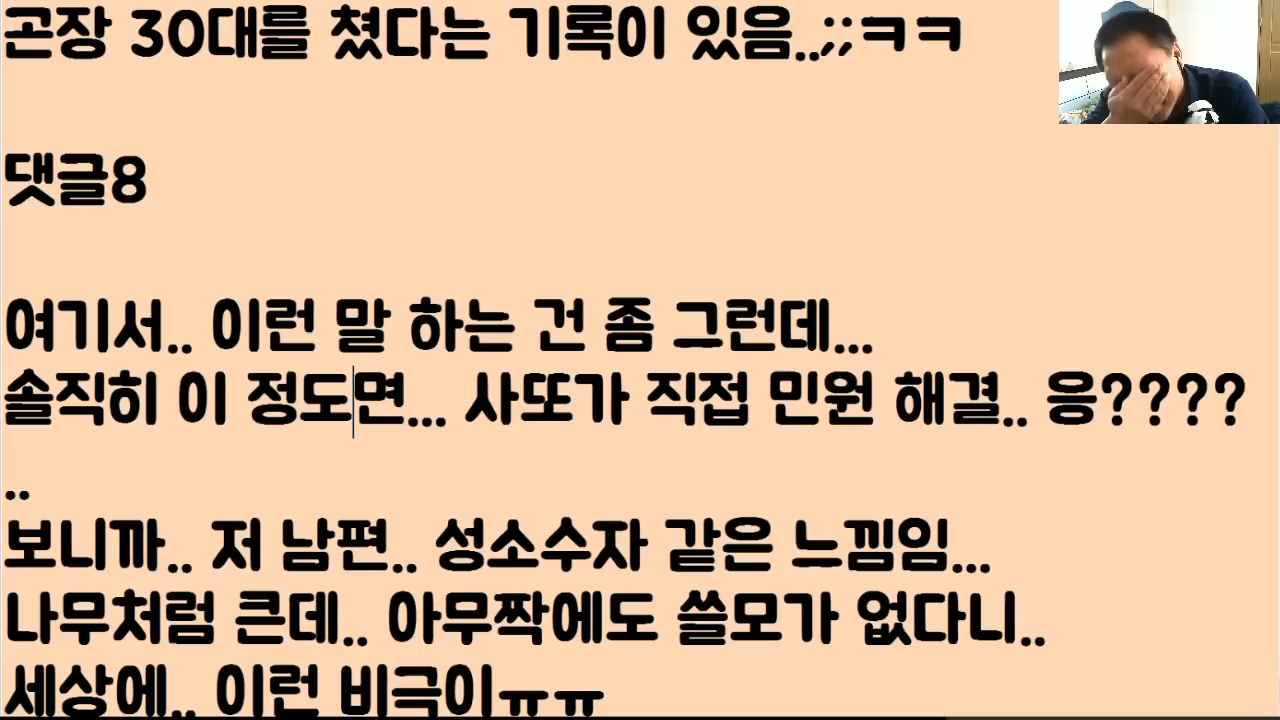 곤장 30대를 쳤다는 기록이 있음..;;ㅋㅋ
댓글8
여기서.. 이런 말 하는 건 좀 그런데...
솔직히 이 정도면... 사또가 직접 민원 해결.. 응????
..
보니까.. 저 남편.. 성소수자 같은 느낌임...
나무처럼 큰데.. 아무짝에도 쓸모가 없다니..
세상에.. 이런 비극이ㅠㅠ